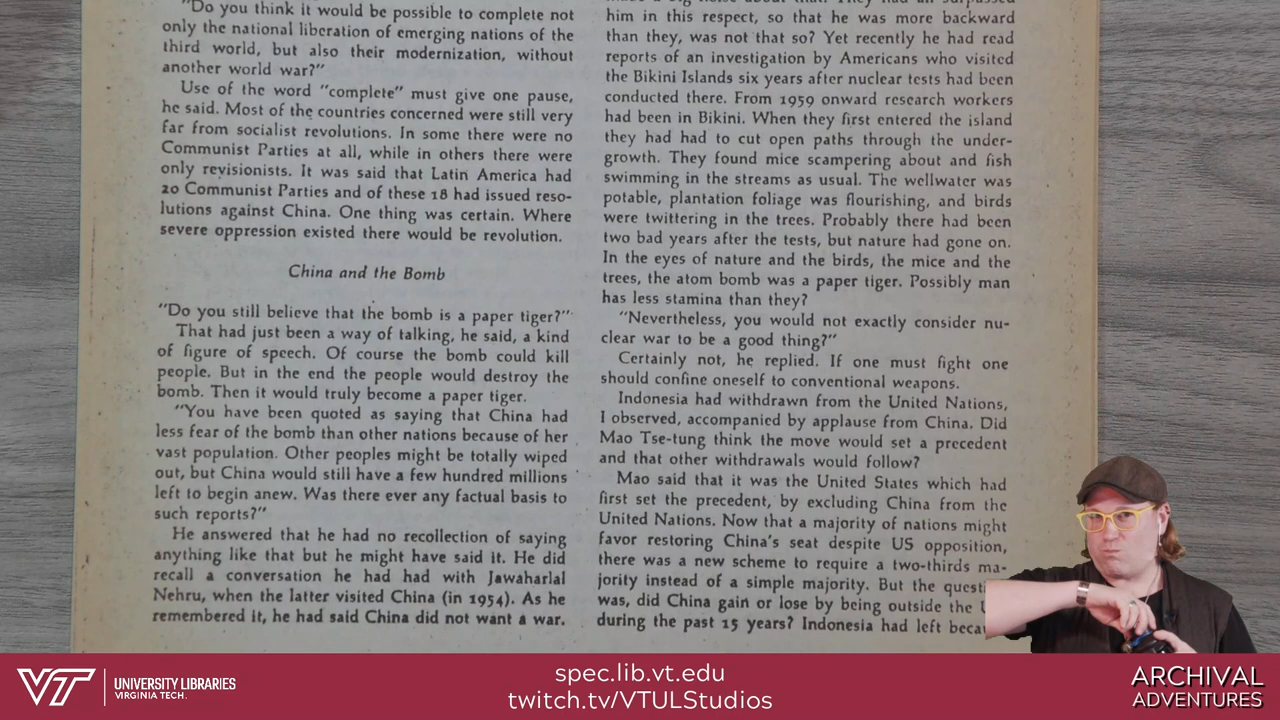 "Do you think it would be possible to complete not
only the national liberation of emerging nations of the
third world, but also their modernization, without
another world war?"
Use of the word "complete" must give one pause,
he said. Most of the countries concerned were still very
far from socialist revolutions. In some there were no
Communist Parties at all, while in others there were
only revisionists. It was said that Latin America had
20 Communist Parties and of these 18 had issued reso-
lutions against China. One thing was certain. Where
severe oppression existed there would be revolution.
China and the Bomb
"Do you still believe that the bomb is a paper tiger?"
That had just been a way of talking, he said, a kind
of figure of speech. Of course the bomb could kill
people. But in the end the people would destroy the
bomb. Then it would truly become a paper tiger.
"You have been quoted as saying that China had
less fear of the bomb than other nations because of her
vast population. Other peoples might be totally wiped
out, but China would still have a few hundred millions
left to begin anew. Was there ever any factual basis to
such reports?"
He answered that he had no recollection of saying
anything like that but he might have said it. He did
recall a conversation he had had with Jawaharlal
Nehru, when the latter visited China (in 1954). As he
remembered it, he had said China did not want a war.
him in this respect, so that he was more backward
than they, was not that so? Yet recently he had read
reports of an investigation by Americans who visited
the Bikini Islands six years after nuclear tests had been
conducted there. From 1959 onward research workers
had been in Bikini. When they first entered the island
they had had to cut open paths through the under-
growth. They found mice scampering about and fish
swimming in the streams as usual. The wellwater was
potable, plantation foliage was flourishing, and birds
were twittering in the trees. Probably there had been
two bad years after the tests, but nature had gone on.
In the eyes of nature and the birds, the mice and the
trees, the atom bomb was a paper tiger. Possibly man
has less stamina than they?
"Nevertheless, you would not exactly consider nu-
clear war to be a good thing?"
Certainly not, he replied. If one must fight one
should confine oneself to conventional weapons.
Indonesia had withdrawn from the United Nations,
I observed, accompanied by applause from China. Did
Mao Tse-tung think the move would set a precedent
and that other withdrawals would follow?
Mao said that it was the United States which had
first set the precedent, by excluding China from the
United Nations. Now that a majority of nations might
favor restoring China's seat despite US opposition,
there was a new scheme to require a two-thirds ma-
jority instead of a simple majority. But the
was, did China gain or lose by being outside the
during the past 15 years? Indonesia had left
VT UNIVERSITY LIBRARIES
VIRGINIA TECH.
spec.lib.vt.edu
twitch.tv/VTULStudios
ARCHIVAL
ADVENTURES